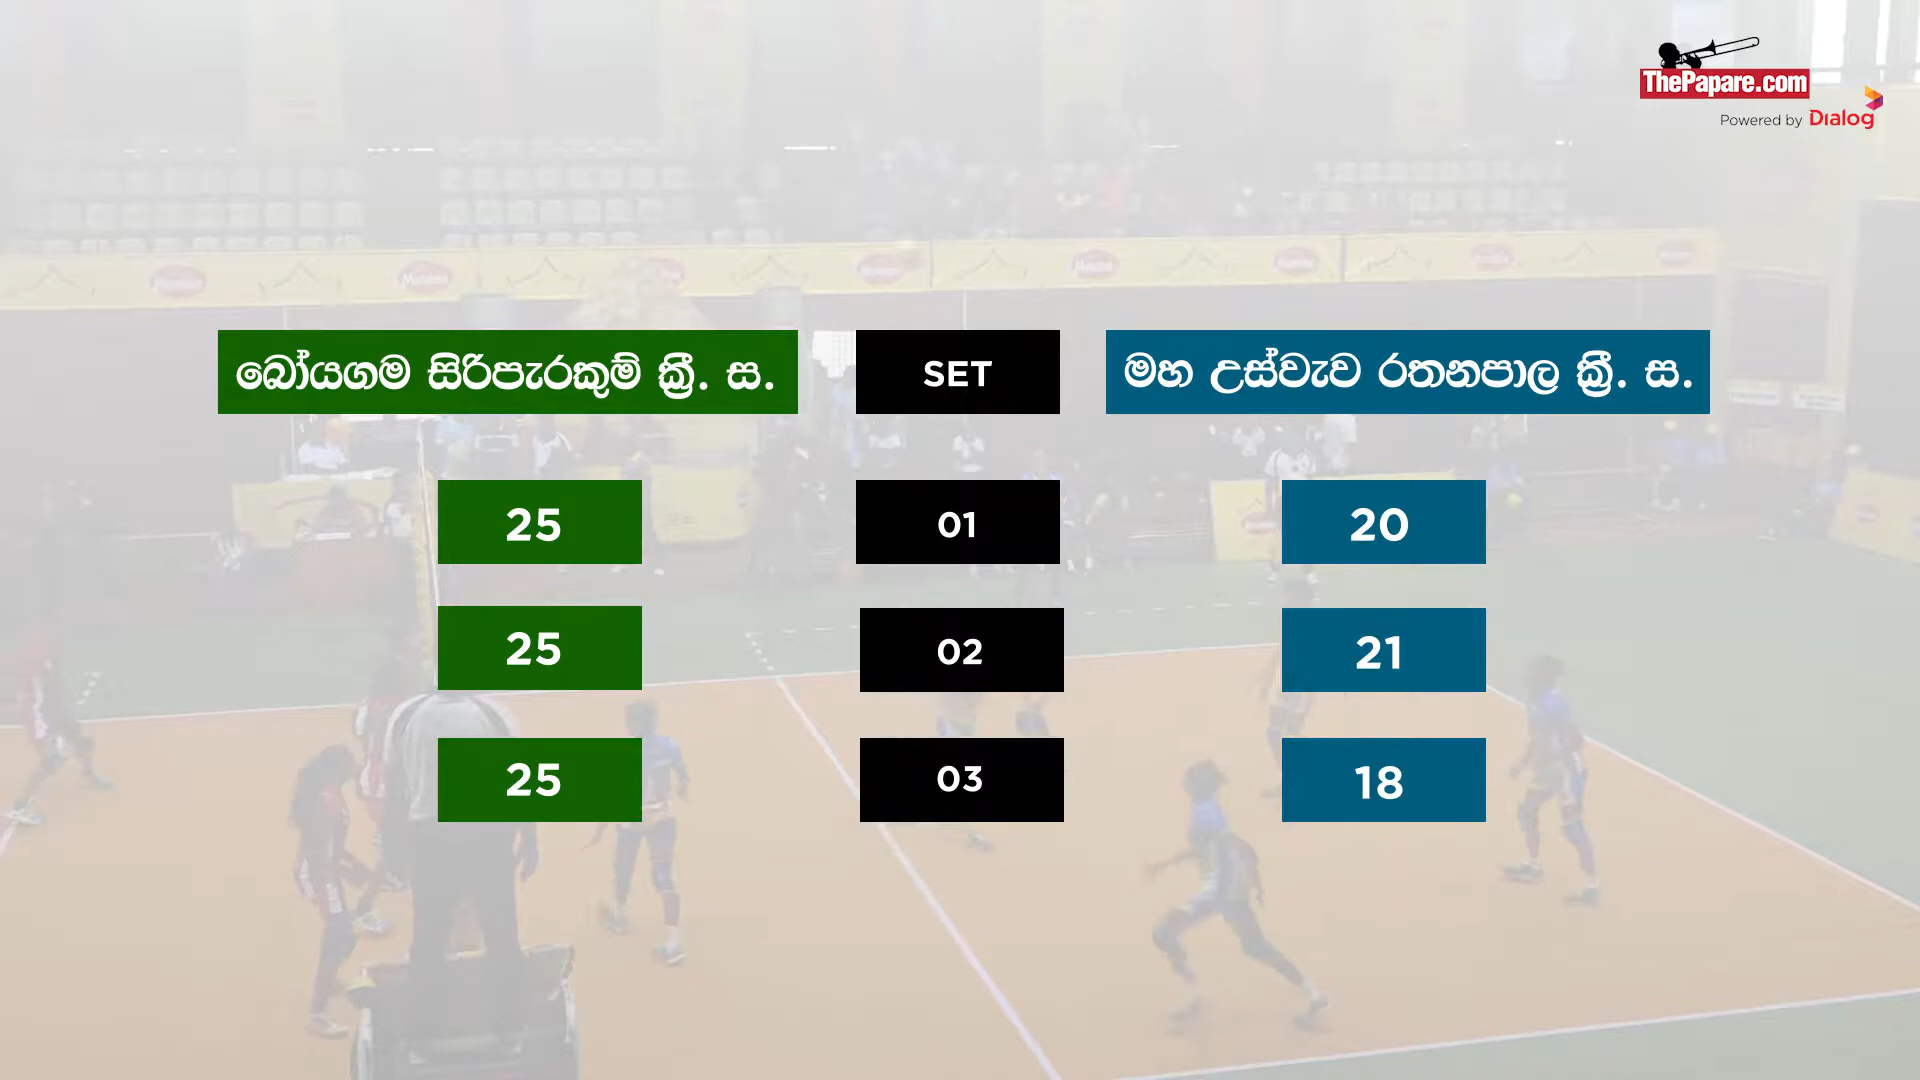 ThePapare.com
Powered by Dialog
බෝයගම සිරිපැරකුම් ක්‍රී. ස. SET මහ උස්වැව රතනපාල ක්‍රී. ස.
25 01 20
25 02 21
25 03 18